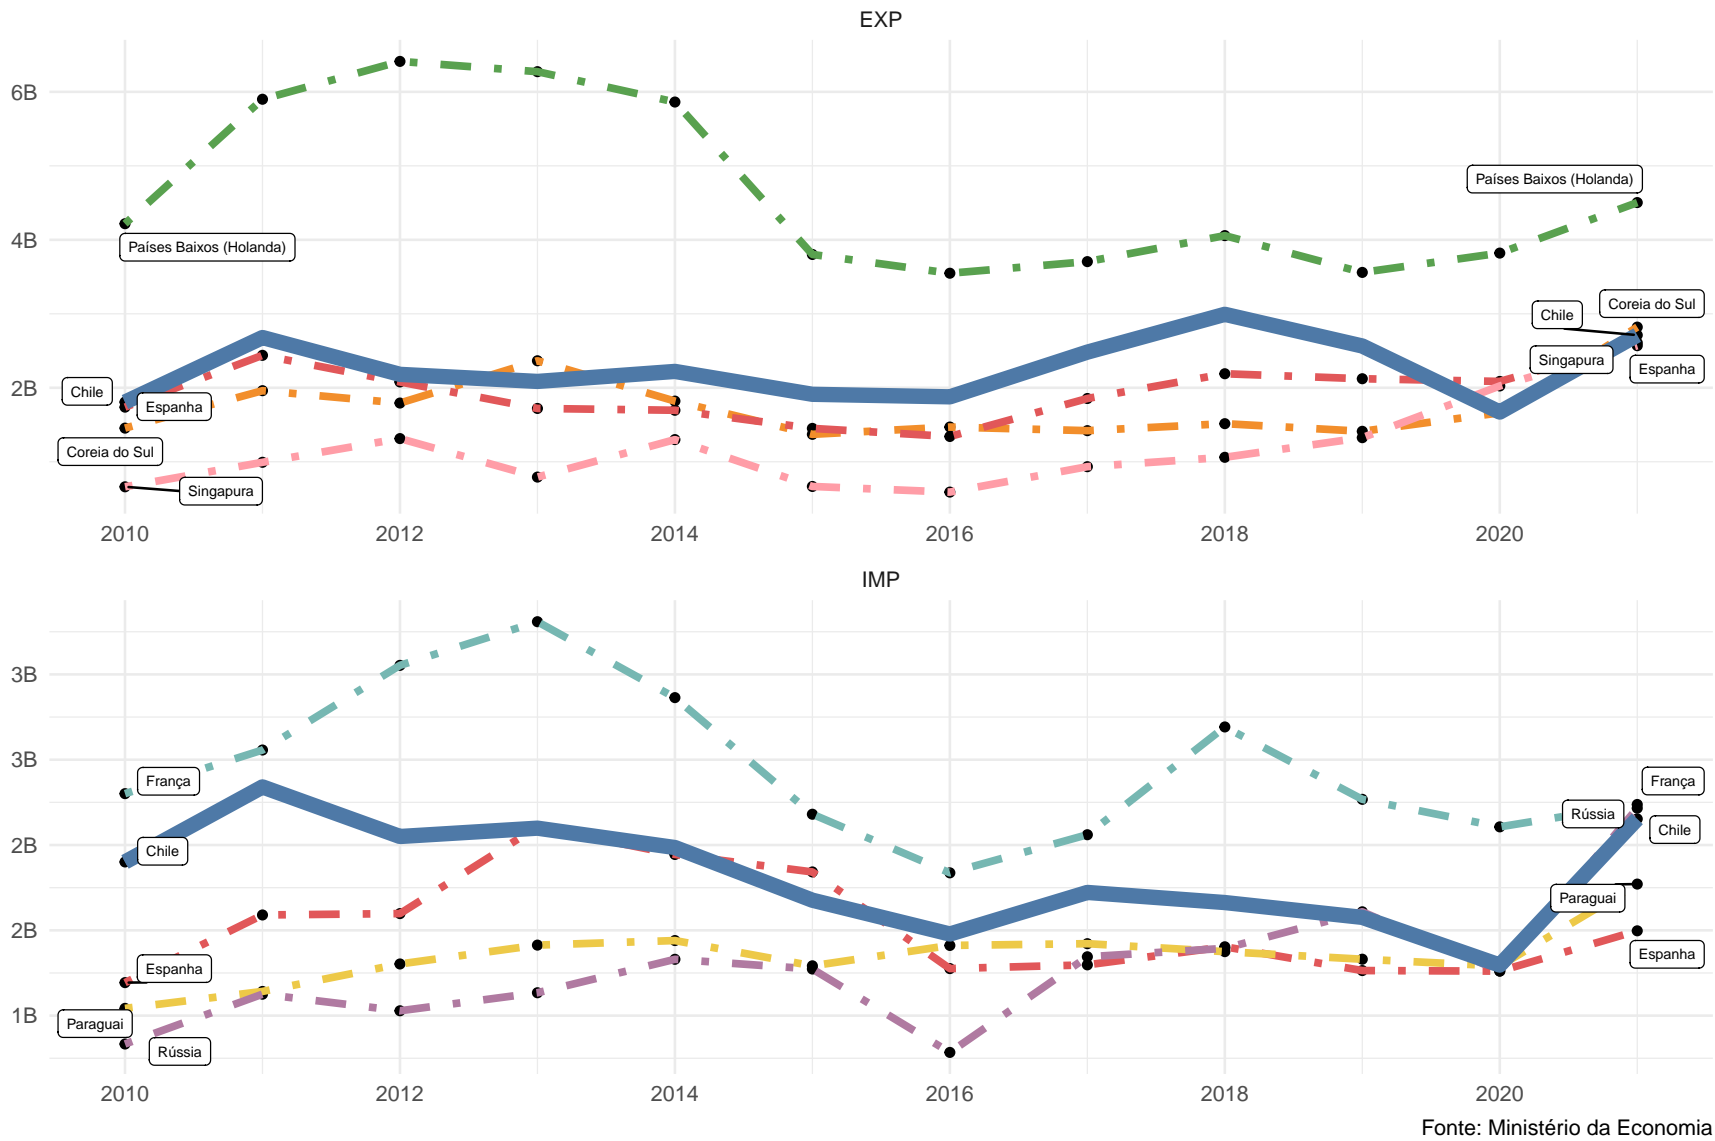 EXP
6B
4B
2B
Países Baixos (Holanda)
Países Baixos (Holanda)
Chile
Espanha
Coreia do Sul
Singapura
Coreia do Sul
Chile
Singapura
Espanha
2010
2012
2014
2016
2018
2020
IMP
3B
3B
2B
2B
1B
França
Chile
Espanha
Paraguai
Rússia
França
Rússia
Chile
Paraguai
Espanha
2010
2012
2014
2016
2018
2020
Fonte: Ministério da Economia